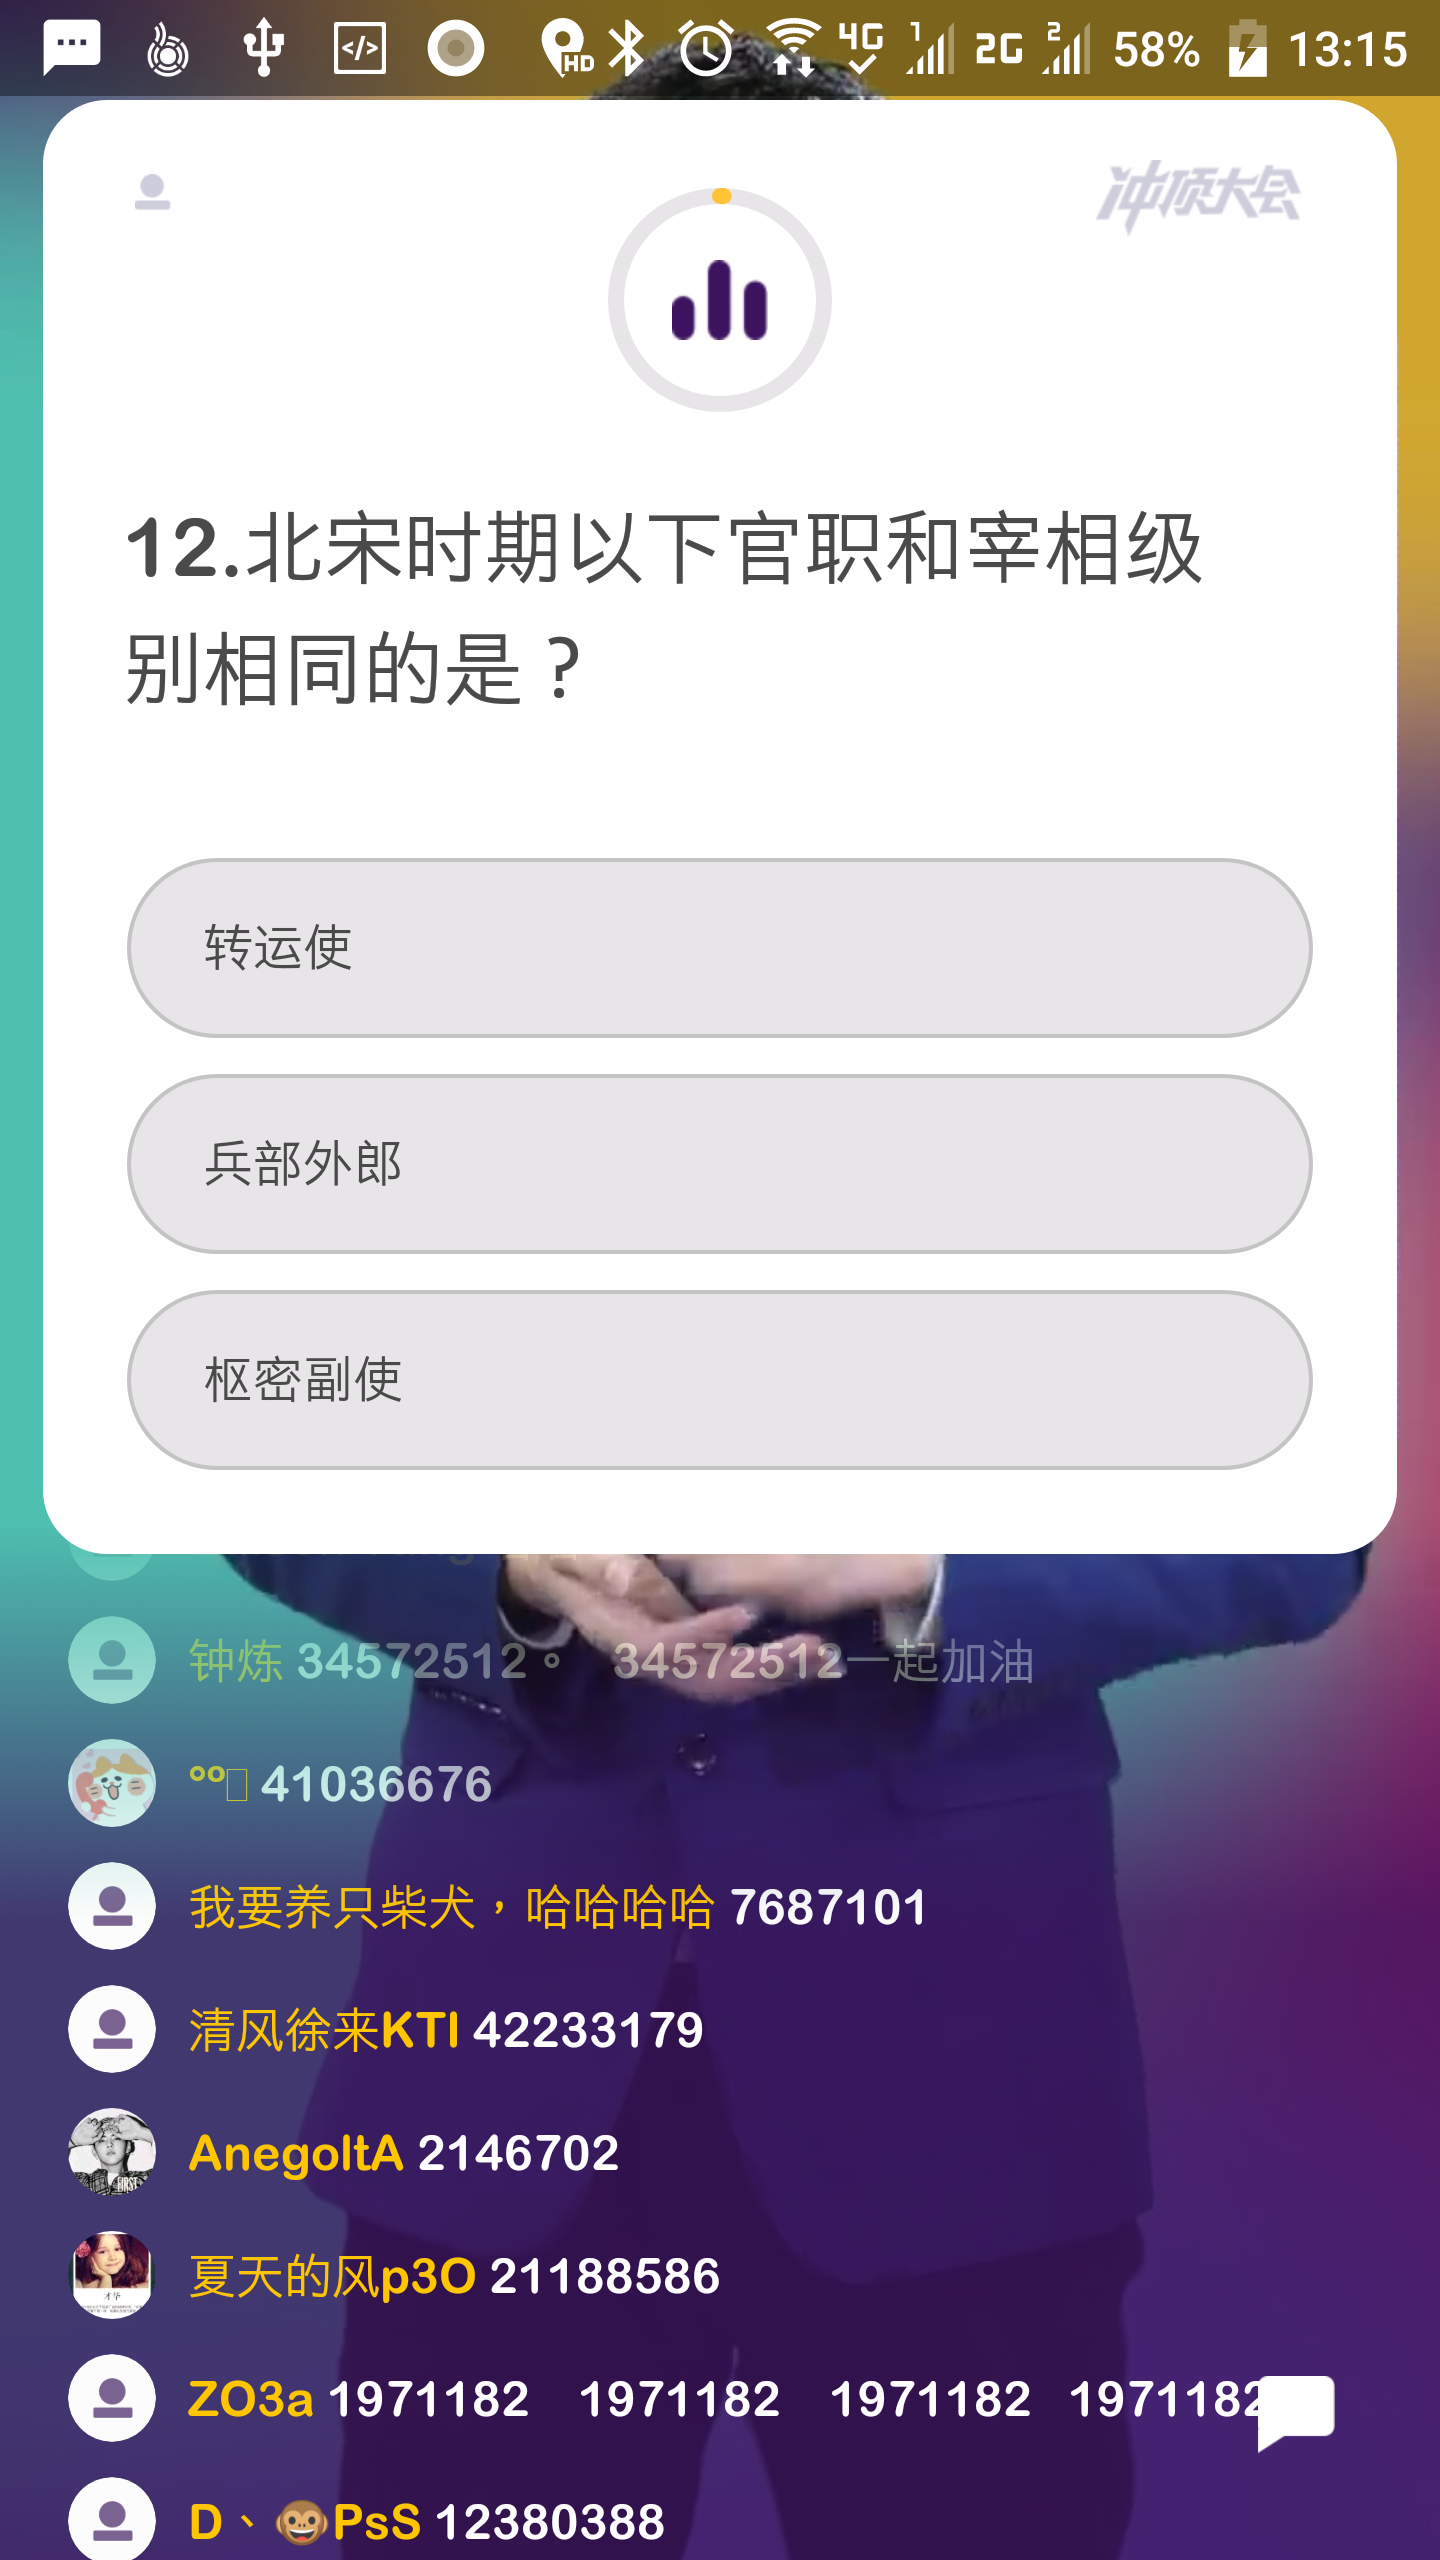 HD 4G 1 2G 2 58% 13:15
冲顶大会
12.北宋时期以下官职和宰相级
别相同的是?
转运使
兵部外郎
枢密副使
钟炼 34572512。 34572512一起加油
41036676
我要养只柴犬，哈哈哈哈 7687101
清风徐来KTI 42233179
AnegoltA 2146702
夏天的风p3O 21188586
ZO3a 1971182 1971182 1971182 1971182
D、🐵PsS 12380388